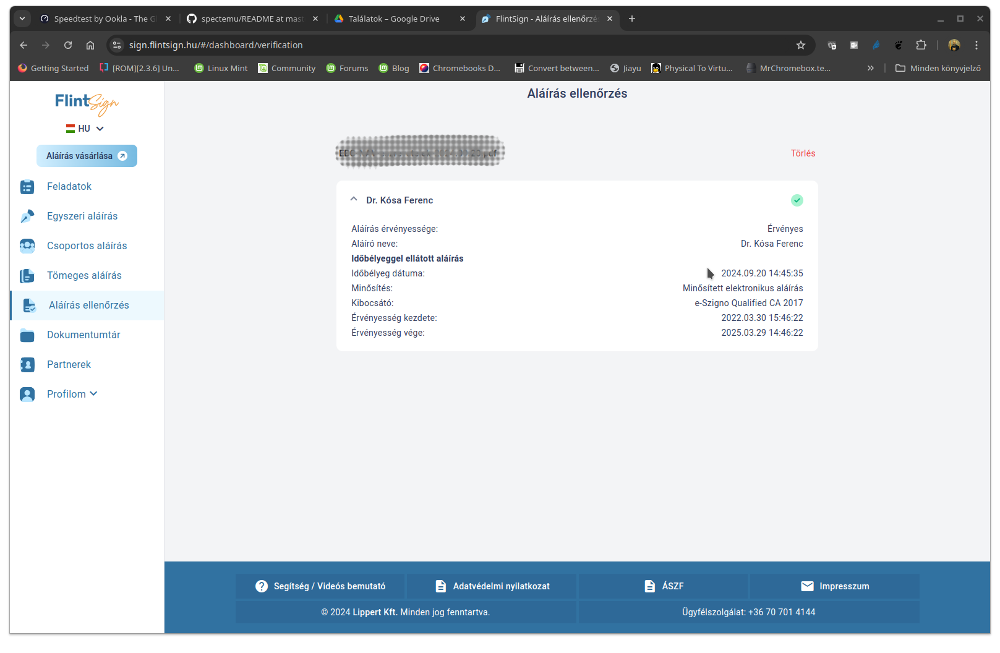 Speedtest by Ookla - The Gl
spectemu/README at mast
Találatok – Google Drive
FlintSign - Aláírás ellenőrzé
sign.flintsign.hu/#/dashboard/verification
Getting Started
[ROM][2.3.6] Un...
Linux Mint
Community
Forums
Blog
Chromebooks D...
Convert between...
Jiayu
Physical To Virtu...
MrChromebox.te...
Minden könyvjelző
FlintSign
HU
Aláírás vásárlása
Feladatok
Egyszeri aláírás
Csoportos aláírás
Tömeges aláírás
Aláírás ellenőrzés
Dokumentumtár
Partnerek
Profilom
Aláírás ellenőrzés
Törlés
Dr. Kósa Ferenc
Aláírás érvényessége: Érvényes
Aláíró neve: Dr. Kósa Ferenc
Időbélyeggel ellátott aláírás
Időbélyeg dátuma: 2024.09.20 14:45:35
Minősítés: Minősített elektronikus aláírás
Kibocsátó: e-Szigno Qualified CA 2017
Érvényesség kezdete: 2022.03.30 15:46:22
Érvényesség vége: 2025.03.29 14:46:22
Segítség / Videós bemutató
Adatvédelmi nyilatkozat
ÁSZF
Impresszum
© 2024 Lippert Kft. Minden jog fenntartva.
Ügyfélszolgálat: +36 70 701 4144